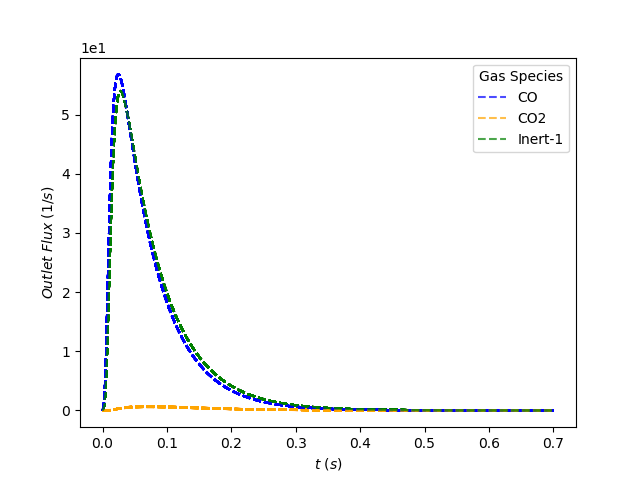 1e1
Gas Species
CO
CO2
Inert-1
5
4
3
2
1
0
Outlet Flux (1/s)
0.0 0.1 0.2 0.3 0.4 0.5 0.6 0.7
t (s)